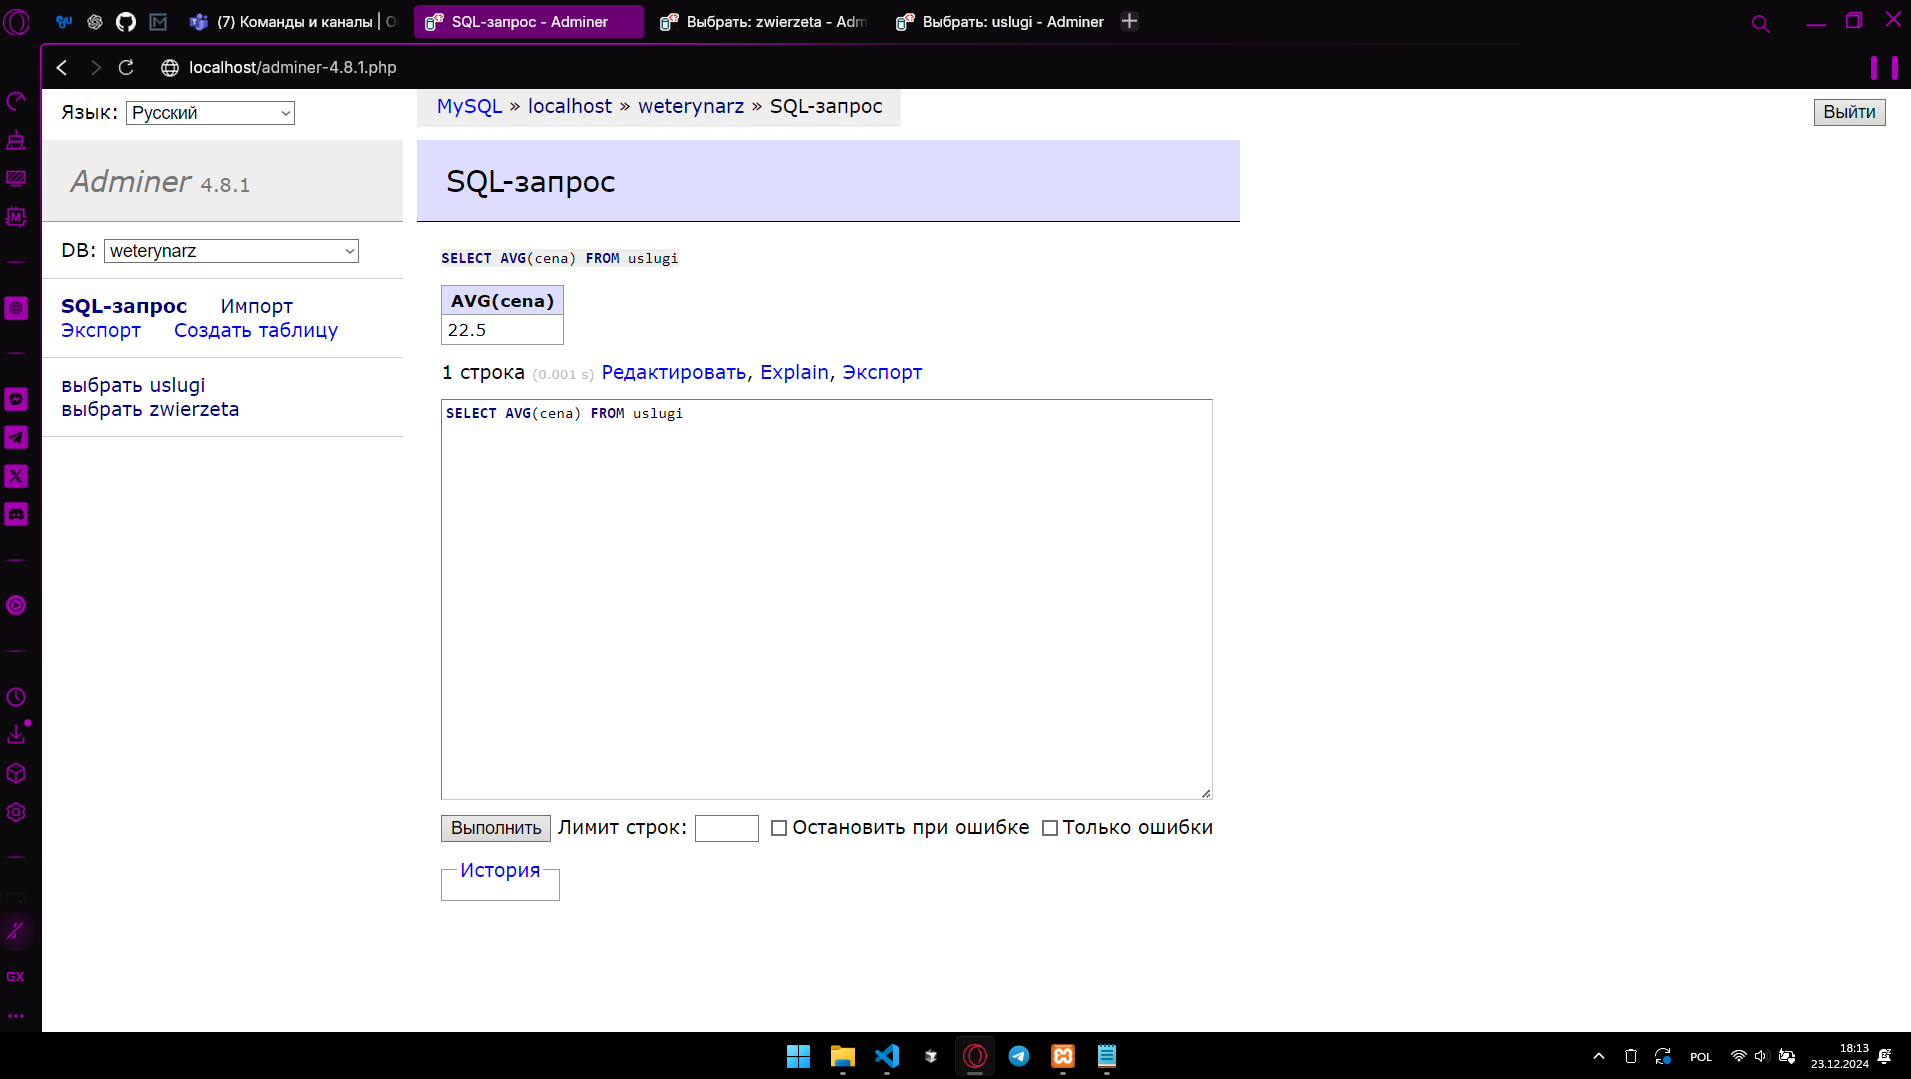 (7) Команды и каналы | O
SQL-запрос - Adminer
Выбрать: zwierzeta - Adm
Выбрать: uslugi - Adminer
localhost/adminer-4.8.1.php
Язык: Русский
MySQL » localhost » weterynarz » SQL-запрос
Выйти
Adminer 4.8.1
SQL-запрос
DB: weterynarz
SQL-запрос Импорт
Экспорт Создать таблицу
выбрать uslugi
выбрать zwierzeta
SELECT AVG(cena) FROM uslugi
AVG(cena)
22.5
1 строка (0.001 s) Редактировать, Explain, Экспорт
SELECT AVG(cena) FROM uslugi
Выполнить Лимит строк: Остановить при ошибке Только ошибки
История
GX
POL
18:13
23.12.2024